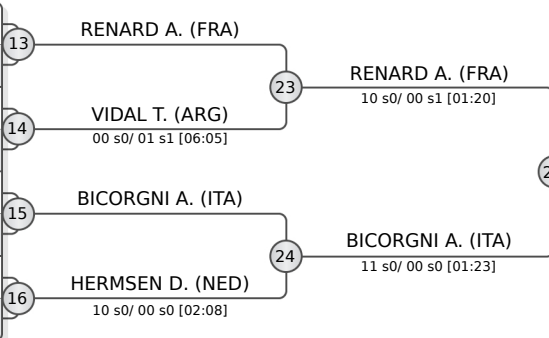 RENARD A. (FRA)
13
23
RENARD A. (FRA)
10 s0/ 00 s1 [01:20]
VIDAL T. (ARG)
14
00 s0/ 01 s1 [06:05]
BICORGNI A. (ITA)
15
24
BICORGNI A. (ITA)
11 s0/ 00 s0 [01:23]
HERMSEN D. (NED)
16
10 s0/ 00 s0 [02:08]